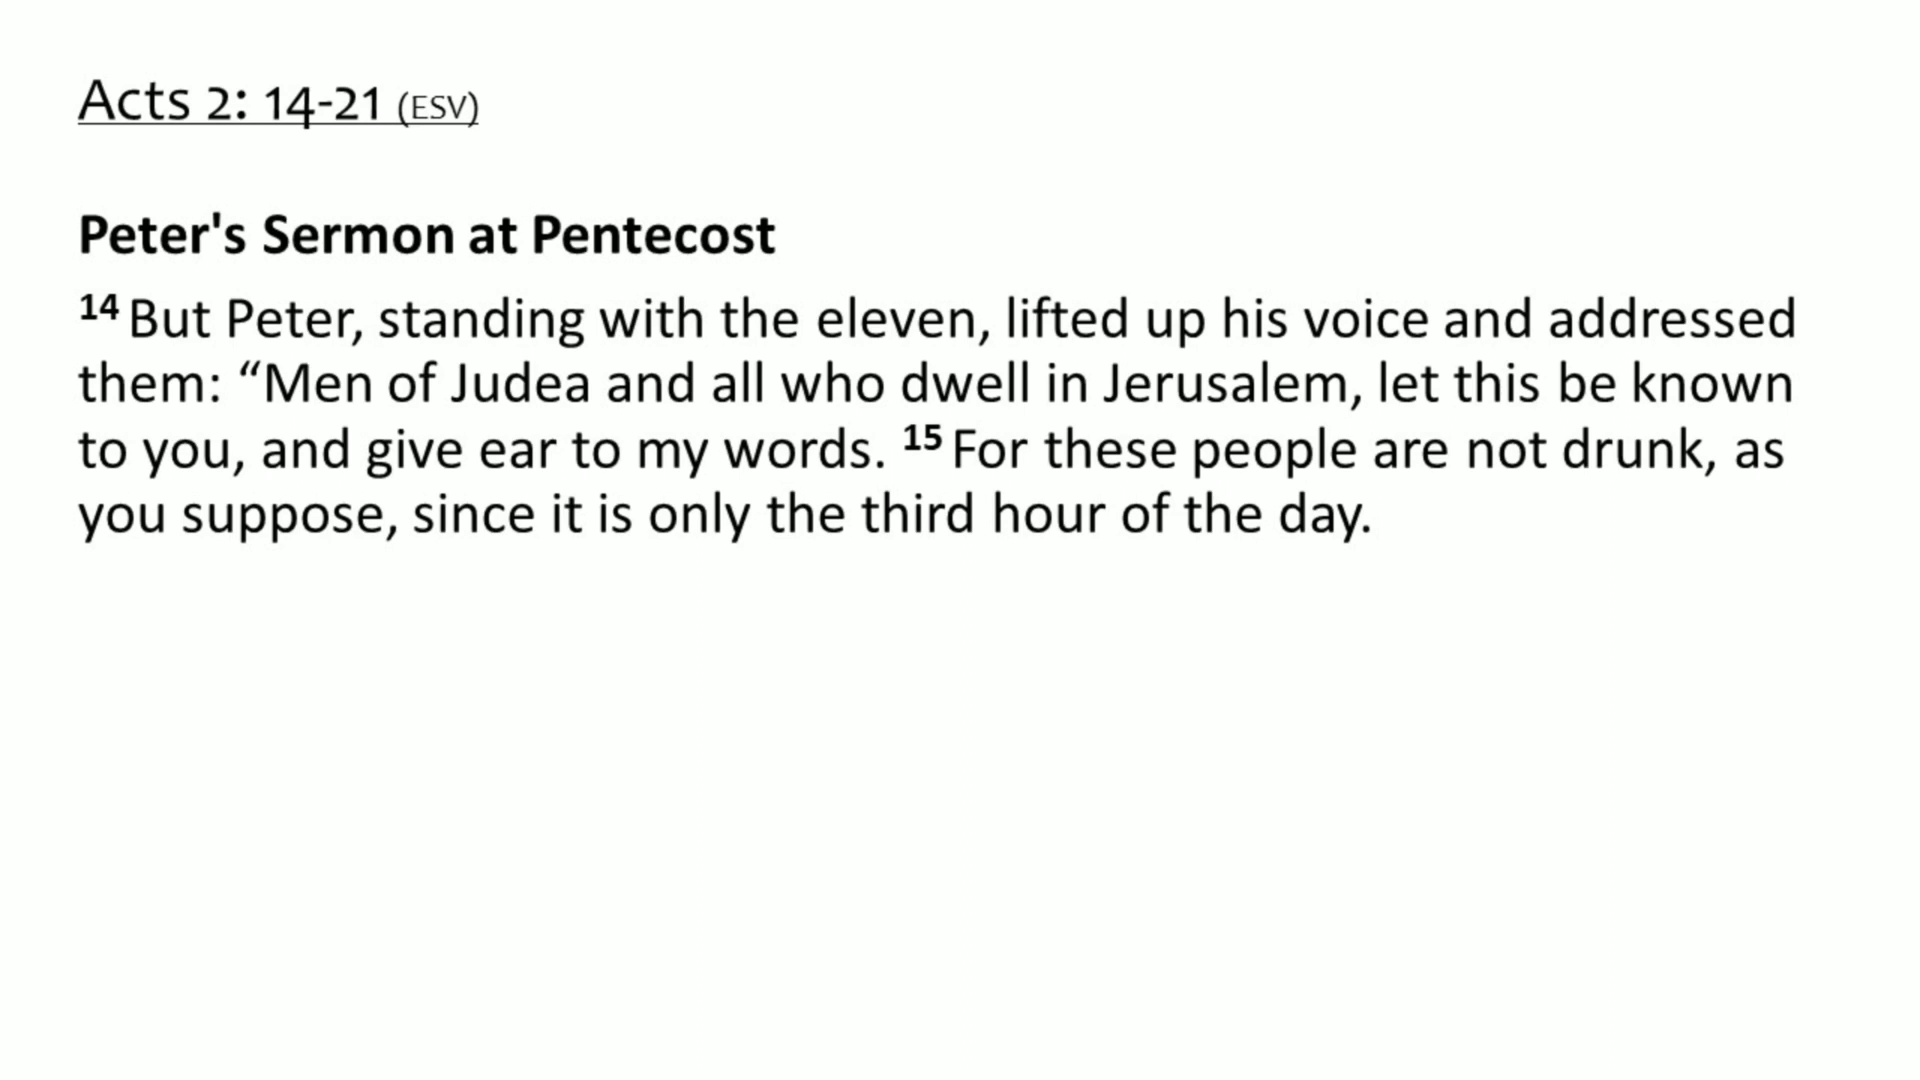 Acts 2: 14-21 (ESV)
Peter's Sermon at Pentecost
14 But Peter, standing with the eleven, lifted up his voice and addressed
them: “Men of Judea and all who dwell in Jerusalem, let this be known
to you, and give ear to my words. 15 For these people are not drunk, as
you suppose, since it is only the third hour of the day.